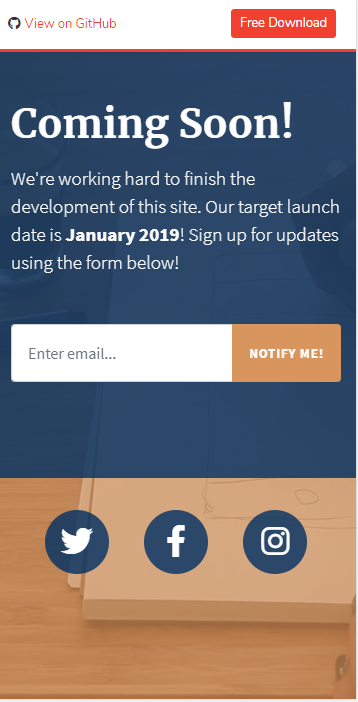 View on GitHub
Free Download
Coming Soon!
We're working hard to finish the
development of this site. Our target launch
date is January 2019! Sign up for updates
using the form below!
Enter email...
NOTIFY ME!